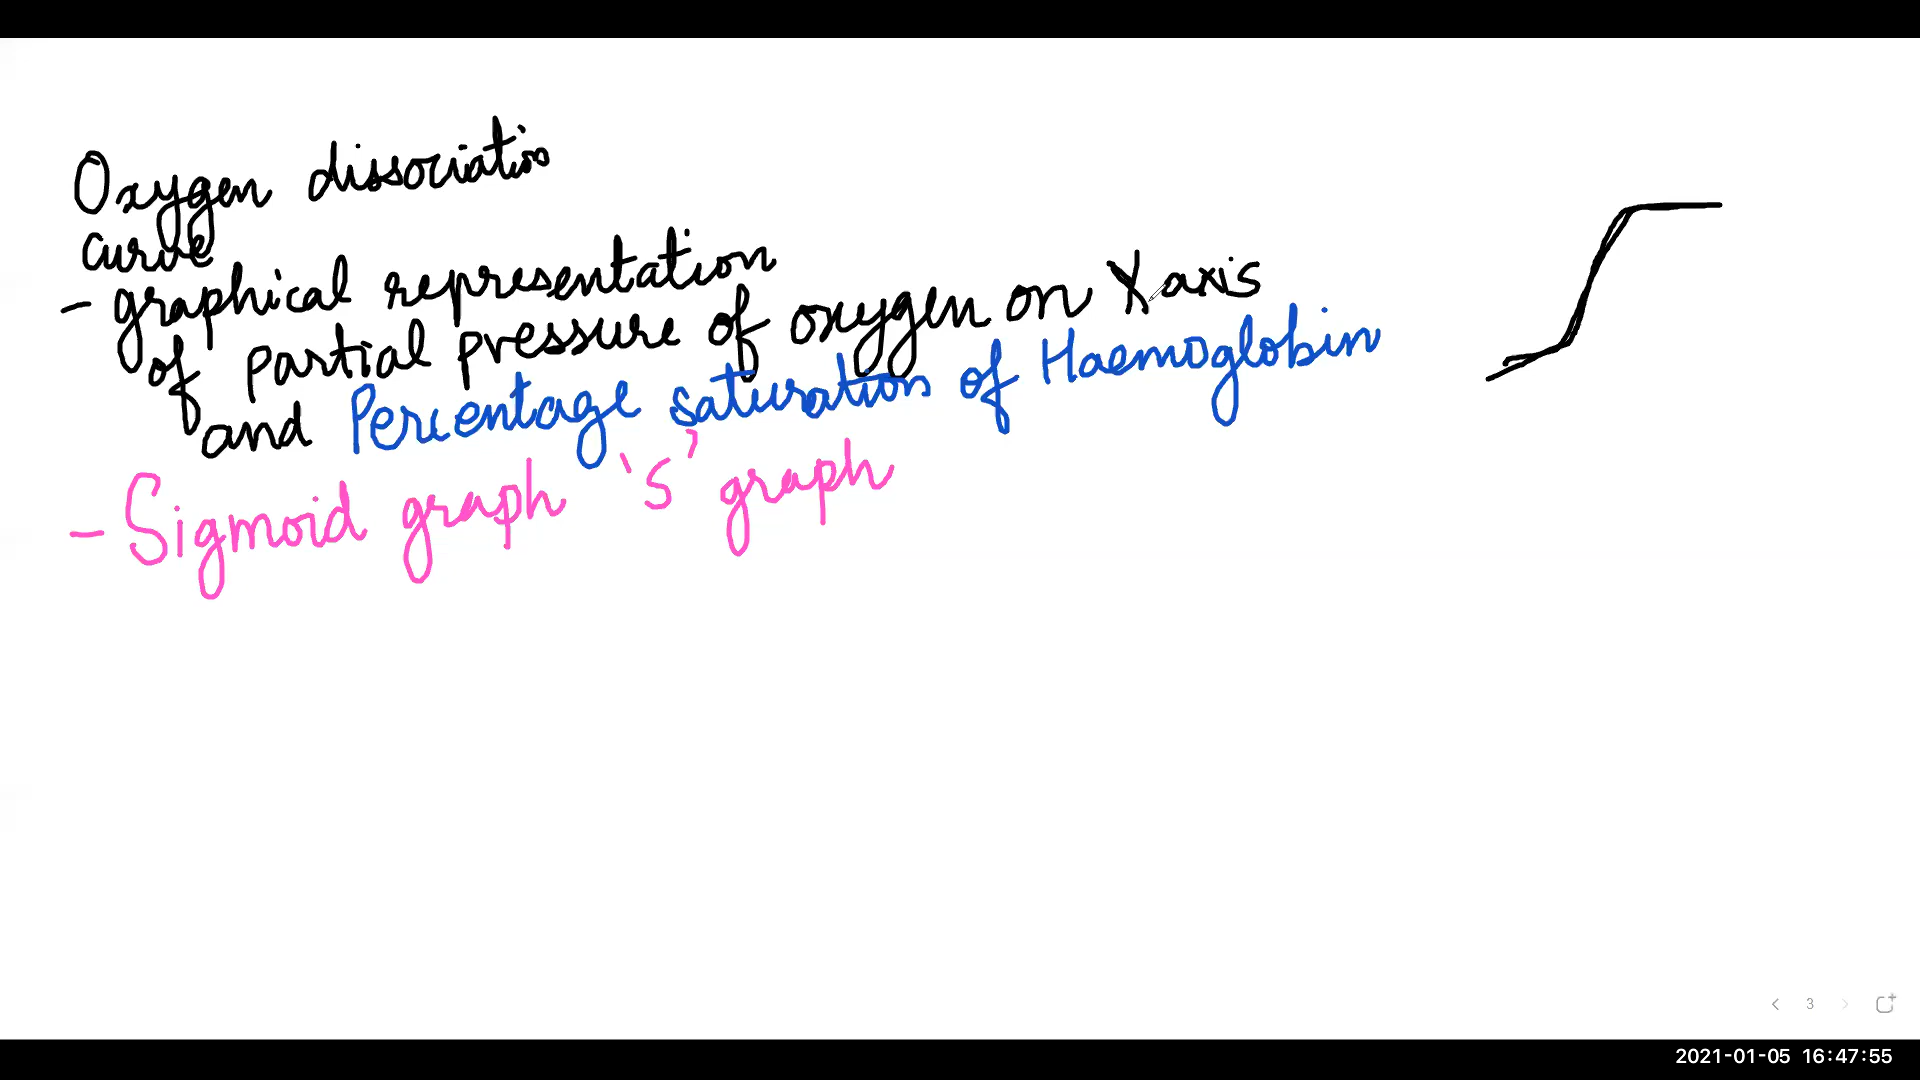 Oxygen dissociation
curve
- graphical representation
of partial pressure of oxygen on X axis
and Percentage saturation of Haemoglobin
- Sigmoid graph 'S' graph
3
2021-01-05 16:47:55